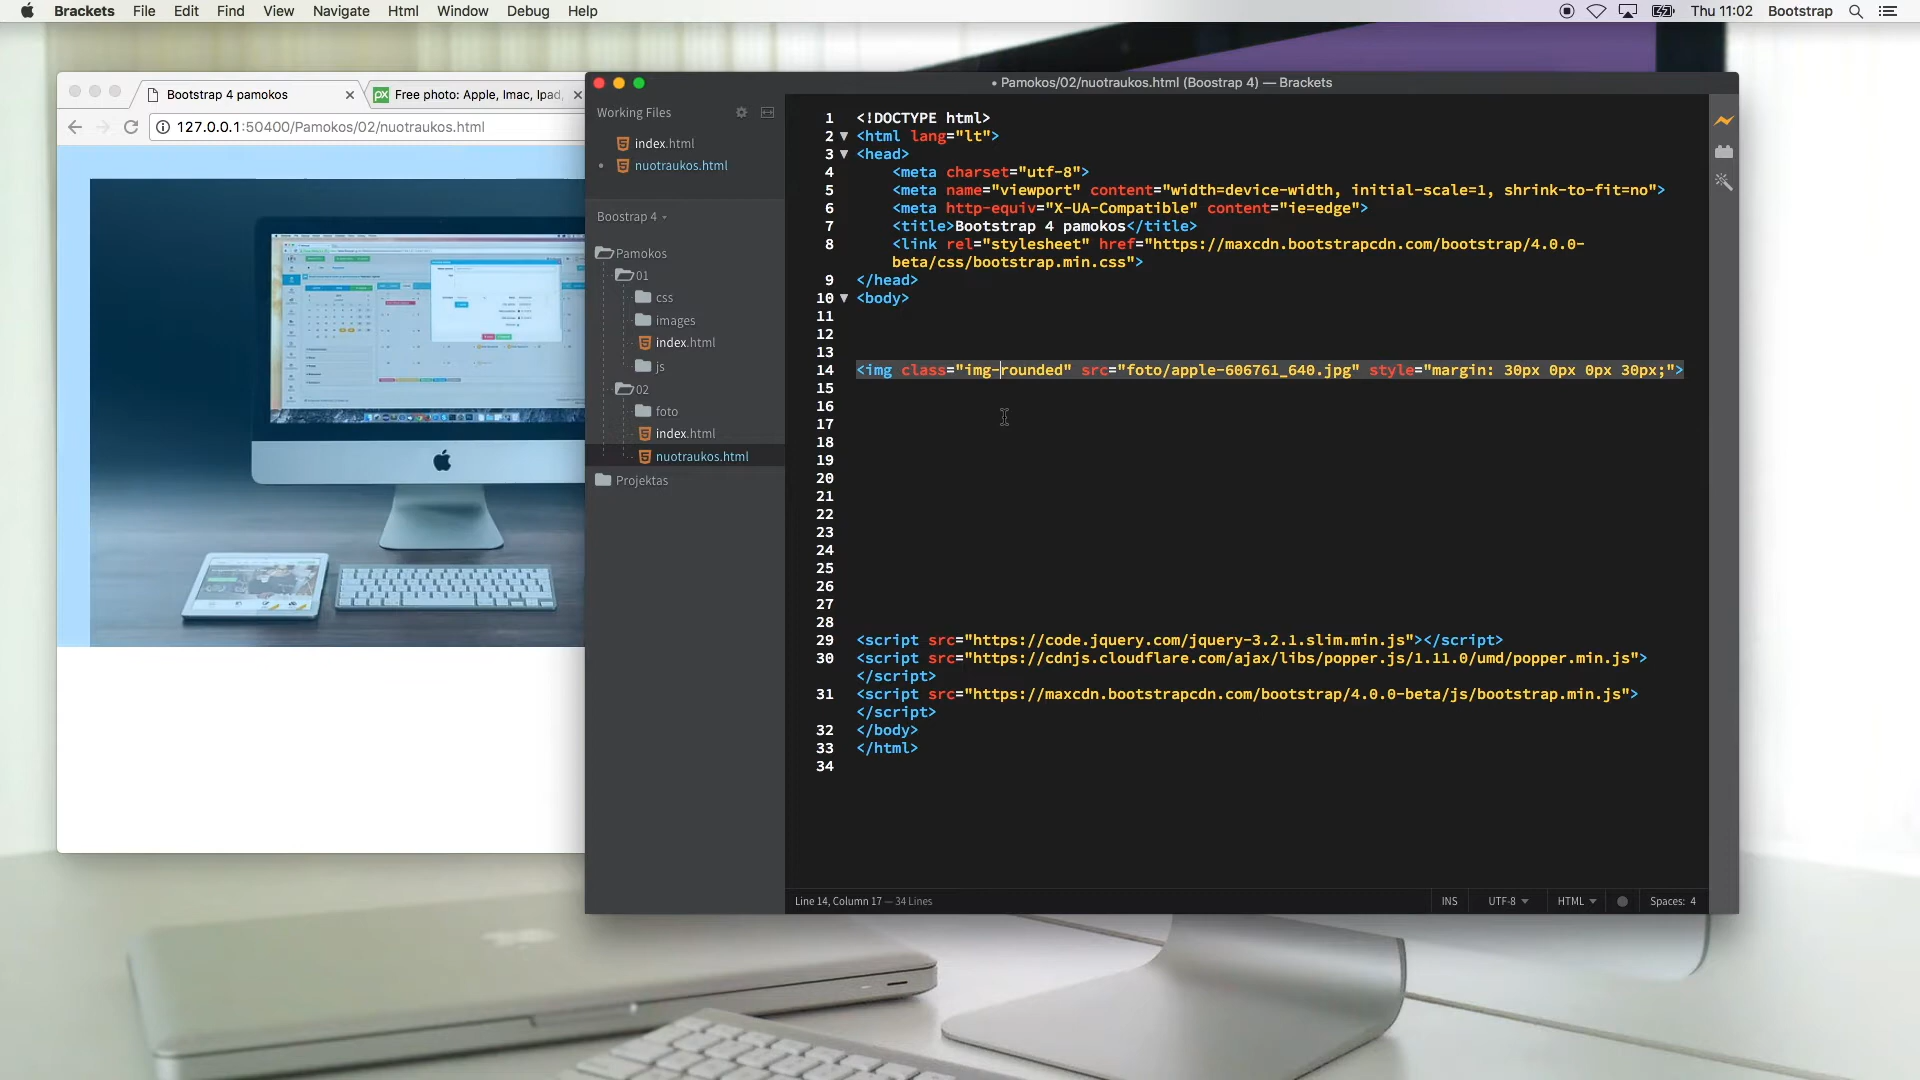 Brackets File Edit Find View Navigate Html Window Debug Help Thu 11:02 Bootstrap
Bootstrap 4 pamokos Free photo: Apple, Imac, Ipad,
127.0.0.1:50400/Pamokos/02/nuotraukos.html
• Pamokos/02/nuotraukos.html (Boostrap 4) — Brackets
Working Files
index.html
• nuotraukos.html
Boostrap 4
Pamokos
01
css
images
index.html
js
02
foto
index.html
nuotraukos.html
Projektas
1 <!DOCTYPE html>
2 <html lang="lt">
3 <head>
4 <meta charset="utf-8">
5 <meta name="viewport" content="width=device-width, initial-scale=1, shrink-to-fit=no">
6 <meta http-equiv="X-UA-Compatible" content="ie=edge">
7 <title>Bootstrap 4 pamokos</title>
8 <link rel="stylesheet" href="https://maxcdn.bootstrapcdn.com/bootstrap/4.0.0-
beta/css/bootstrap.min.css">
9 </head>
10 <body>
11
12
13
14 <img class="img-rounded" src="foto/apple-606761_640.jpg" style="margin: 30px 0px 0px 30px;">
15
16
17
18
19
20
21
22
23
24
25
26
27
28
29 <script src="https://code.jquery.com/jquery-3.2.1.slim.min.js"></script>
30 <script src="https://cdnjs.cloudflare.com/ajax/libs/popper.js/1.11.0/umd/popper.min.js">
</script>
31 <script src="https://maxcdn.bootstrapcdn.com/bootstrap/4.0.0-beta/js/bootstrap.min.js">
</script>
32 </body>
33 </html>
34
Line 14, Column 17 — 34 Lines INS UTF-8 HTML Spaces: 4